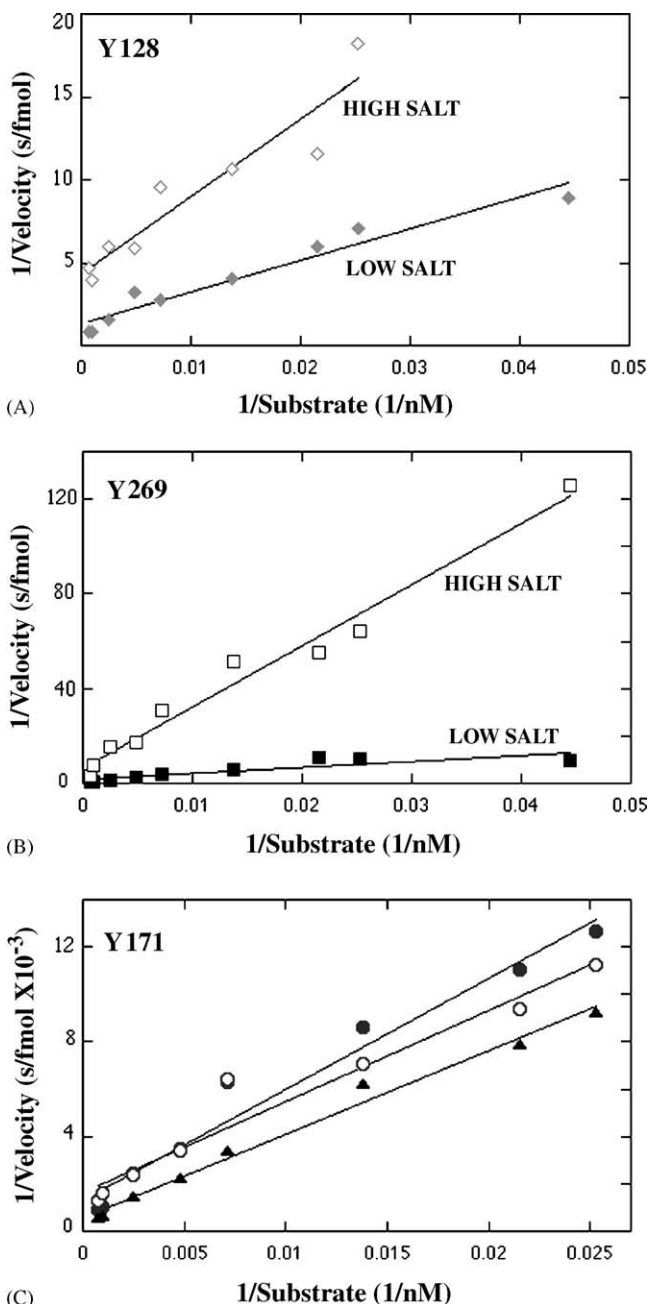 20
Y128
15
HIGH SALT
10
5
LOW SALT
0
0 0.01 0.02 0.03 0.04 0.05
1/Velocity (s/fmol)
(A)
1/Substrate (1/nM)
Y269
120
HIGH SALT
80
40
LOW SALT
0
0 0.01 0.02 0.03 0.04 0.05
1/Velocity (s/fmol)
(B)
1/Substrate (1/nM)
Y171
12
8
4
0
0 0.005 0.01 0.015 0.02 0.025
1/Velocity (s/fmol X10-3)
(C)
1/Substrate (1/nM)